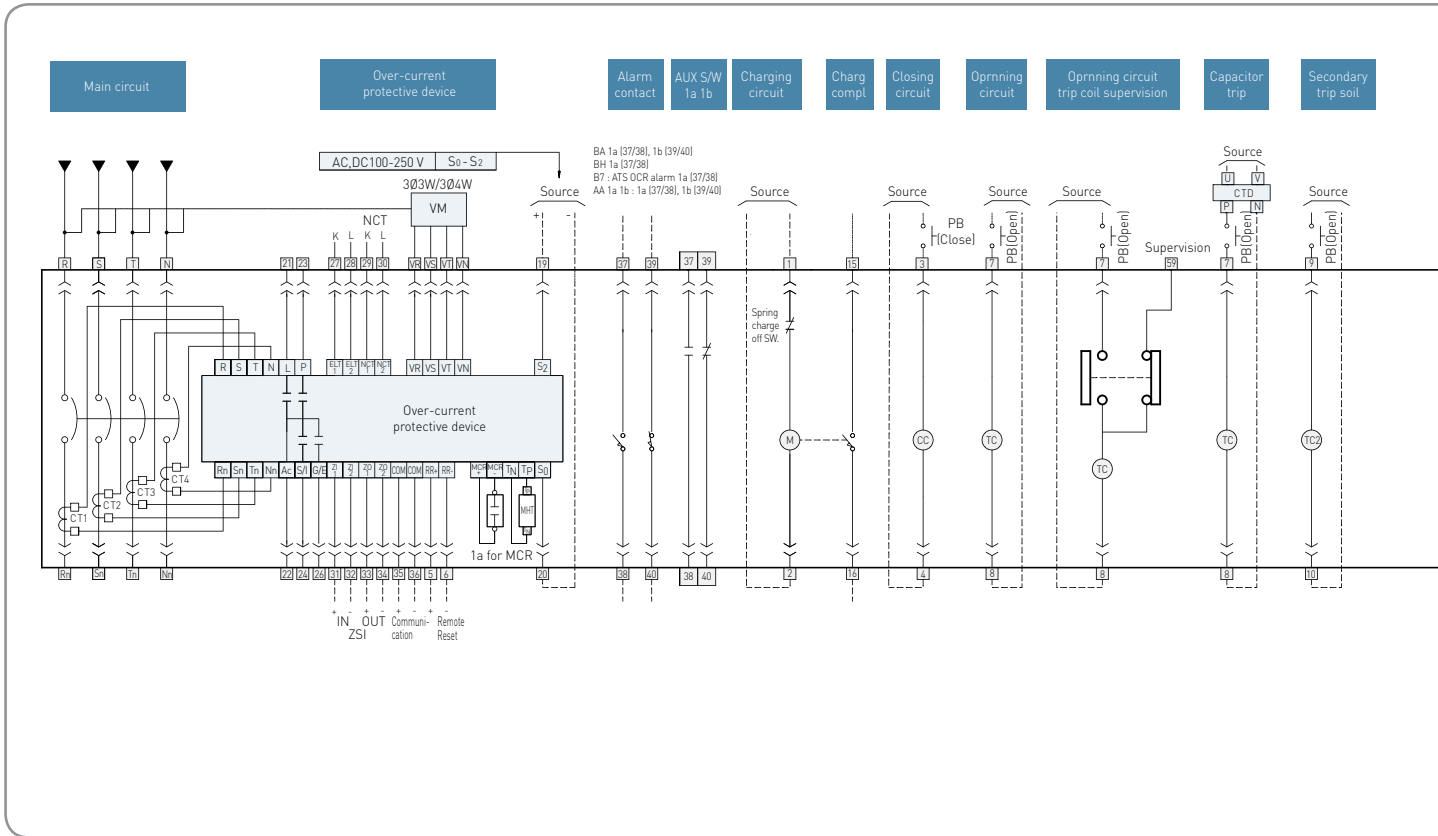 Main circuit
Over-current
protective device
Alarm
contact
AUX S/W
1a 1b
Charging
circuit
Charg
compl
Closing
circuit
Oprnning
circuit
Oprnning circuit
trip coil supervision
Capacitor
trip
Secondary
trip soil
AC,DC100-250 V
S0 - S2
BA 1a (37/38), 1b (39/40)
BH 1a (37/38)
B7 : ATS OCR alarm 1a (37/38)
AA 1a 1b : 1a (37/38), 1b (39/40)
3Ø3W/3Ø4W
VM
NCT
K L K L
Source
+ -
Source
Source
PB
(Close)
Source
PB(Open)
Source
PB(Open)
Supervision
Source
U V
CTD
P N
PB(Open)
Source
PB(Open)
R S T N 21 23 27 28 29 30 VR VS VT VN 19 37 39 37 39 1 15 3 7 7 59 7 9
Spring
charge
off SW.
R S T N L P ELT 1 ELT 2 NCT 1 NCT 2 VR VS VT VN S2
Over-current
protective device
M CC TC TC TC TC2
Rn Sn Tn Nn Ac S/I G/E ZI 1 ZI 2 ZO 1 ZO 2 COM COM RR+ RR- MCR + MCR - TN TP S0
CT1
CT2
CT3
CT4
MHT
1a for MCR
Rn Sn Tn Nn 22 24 26 31 32 33 34 35 36 5 6 20 38 40 38 40 2 16 4 8 8 8 10
+ - + - + - + -
IN OUT
ZSI
Communi-
cation
Remote
Reset